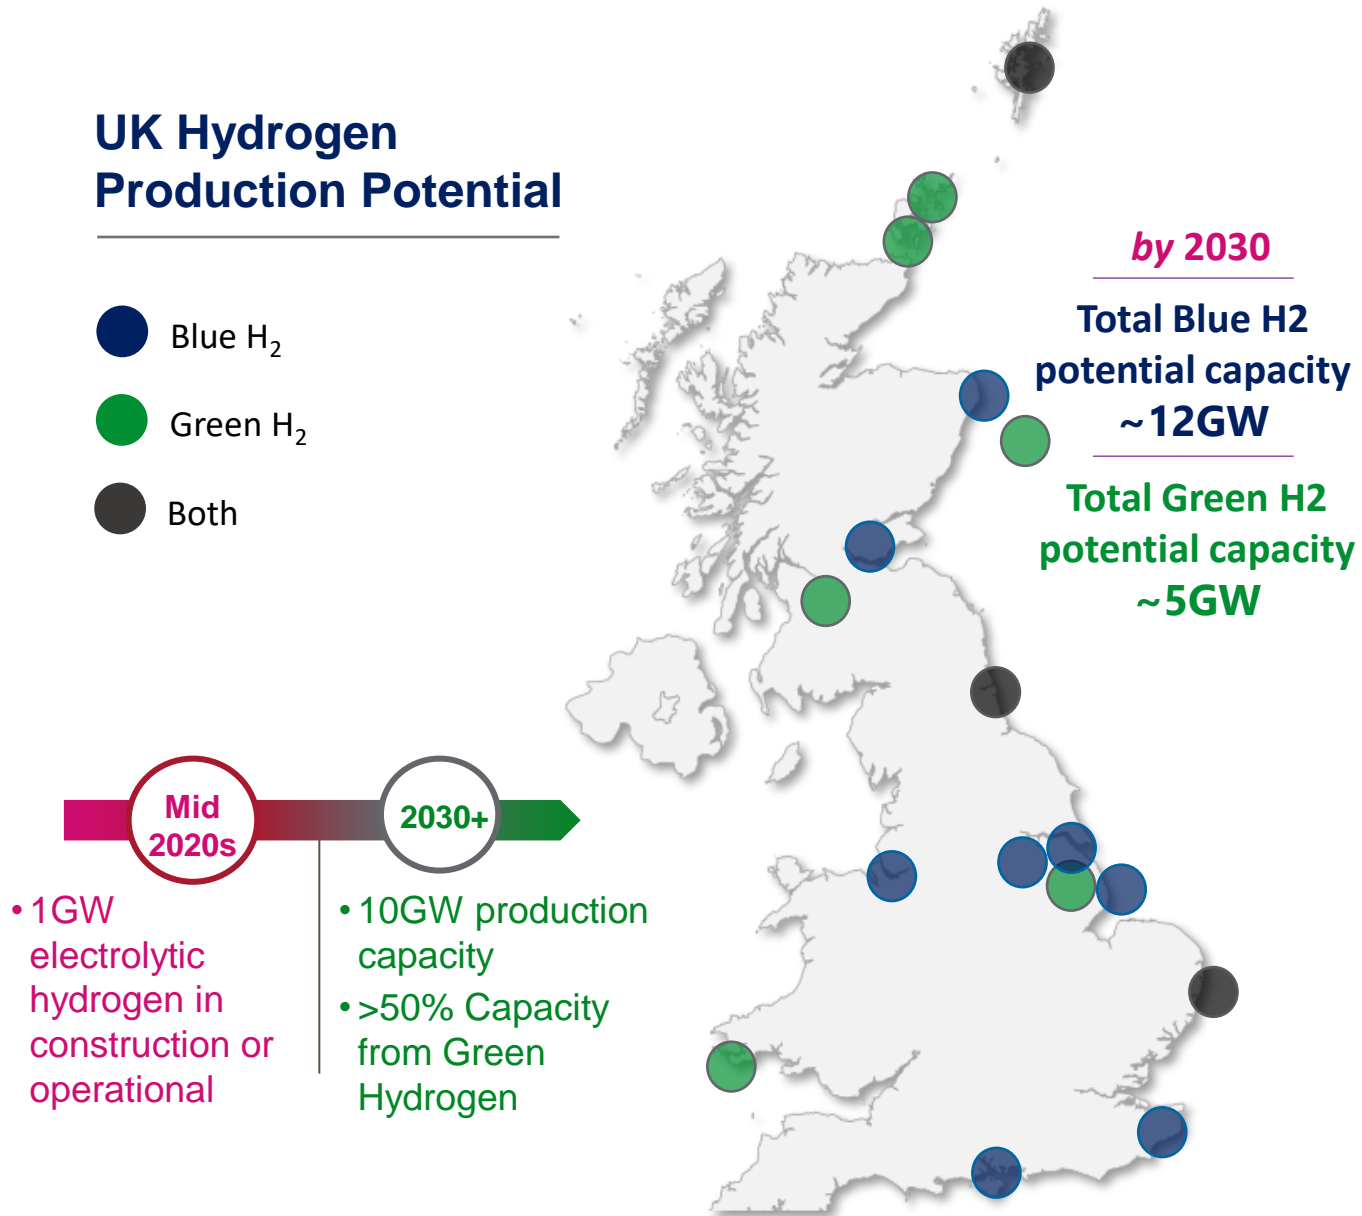 UK Hydrogen
Production Potential
Blue H₂
Green H₂
Both
by 2030
Total Blue H2
potential capacity
~12GW
Total Green H2
potential capacity
~5GW
Mid
2020s
2030+
• 1GW
electrolytic
hydrogen in
construction or
operational
• 10GW production
capacity
• >50% Capacity
from Green
Hydrogen